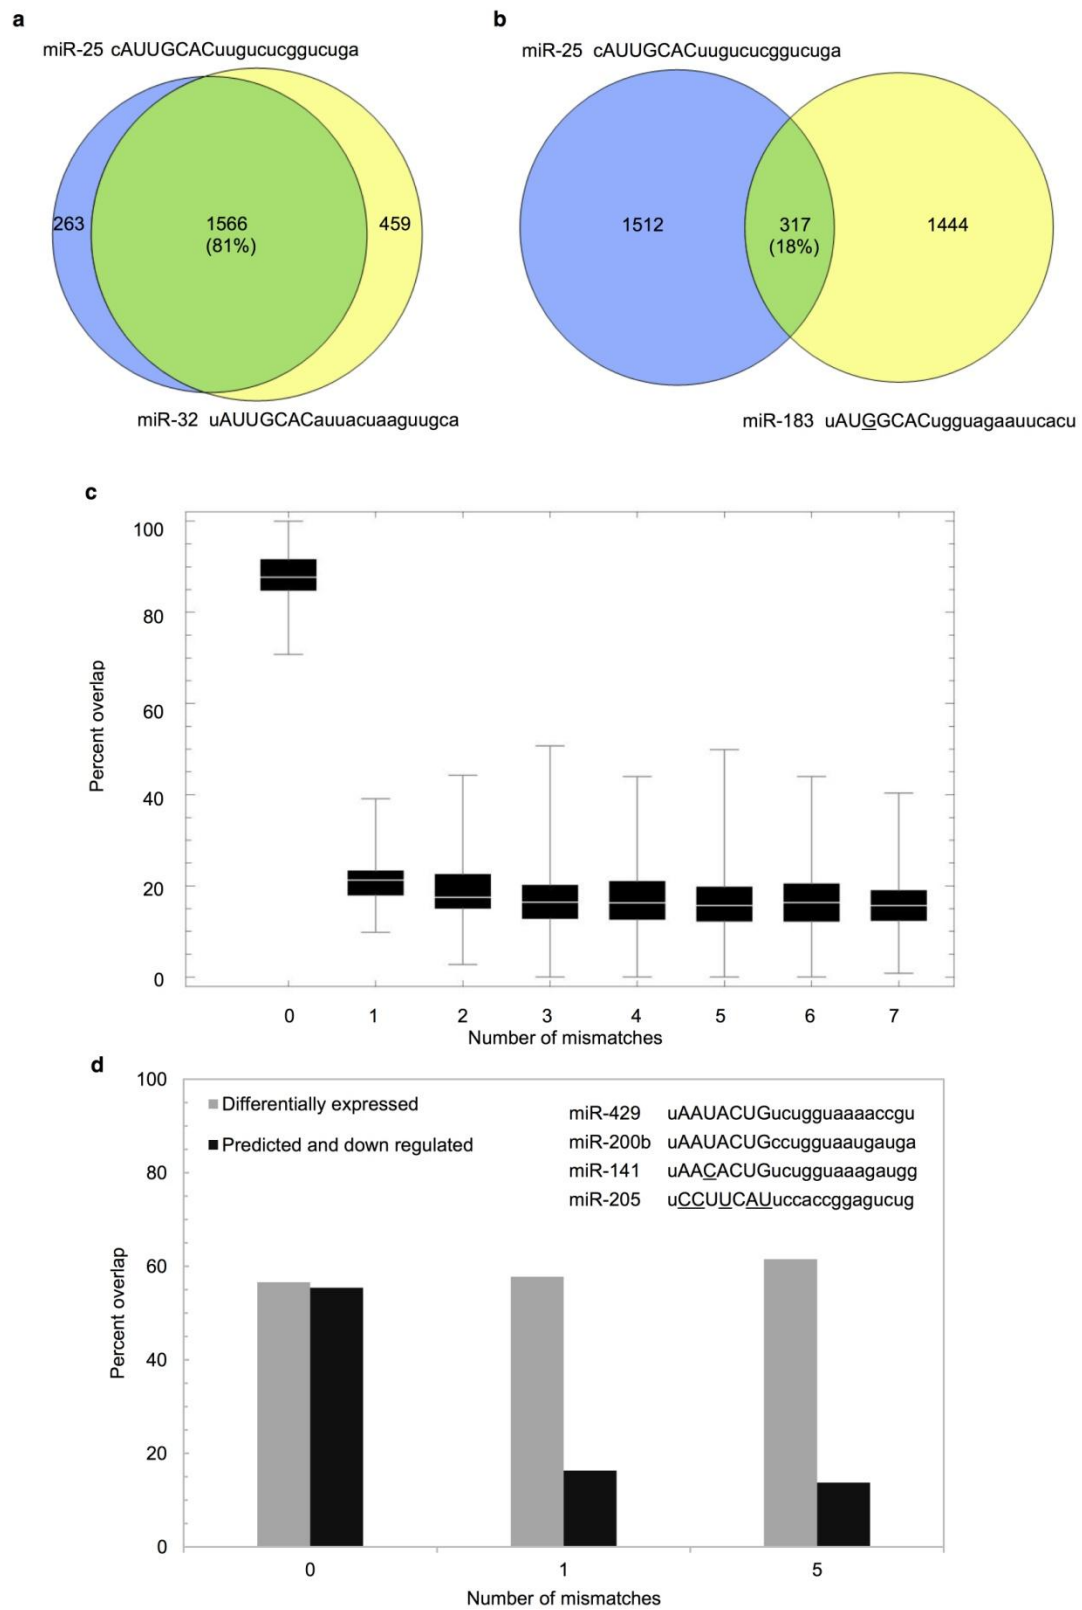 a
miR-25 cAUUGCACuugucucggucuga
263
1566
(81%)
459
miR-32 uAUUGCACauuacuaaguugca
b
miR-25 cAUUGCACuugucucggucuga
1512
317
(18%)
1444
miR-183 uAUGGCACugguagaauucacu
c
Percent overlap
100
80
60
40
20
0
0 1 2 3 4 5 6 7
Number of mismatches
d
Percent overlap
100
80
60
40
20
0
Differentially expressed
Predicted and down regulated
miR-429 uAAUACUGucugguaaaaccgu
miR-200b uAAUACUGccugguaaugauga
miR-141 uAACACUGucugguaaagaugg
miR-205 uCCUUCAUuccaccggagucug
0 1 5
Number of mismatches